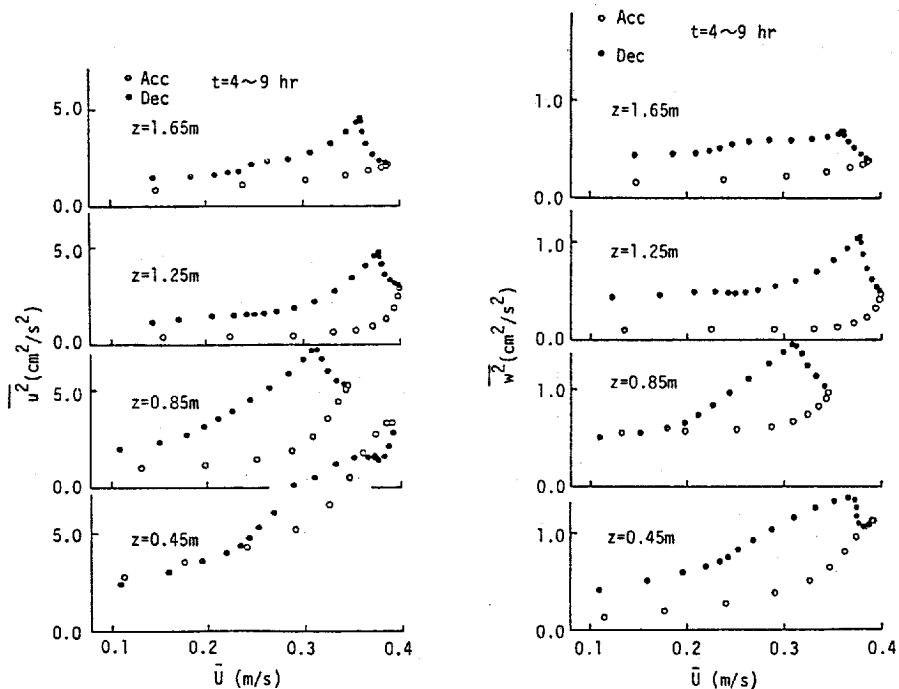 Acc
Dec
t=4~9 hr
z=1.65m
5.0
0.0
z=1.25m
5.0
0.0
z=0.85m
5.0
0.0
z=0.45m
5.0
0.0
u² (cm²/s²)
0.1 0.2 0.3 0.4
Ū (m/s)
Acc
t=4~9 hr
Dec
1.0
z=1.65m
0.0
1.0
z=1.25m
0.0
1.0
z=0.85m
0.0
1.0
z=0.45m
0.0
w² (cm²/s²)
0.1 0.2 0.3 0.4
Ū (m/s)